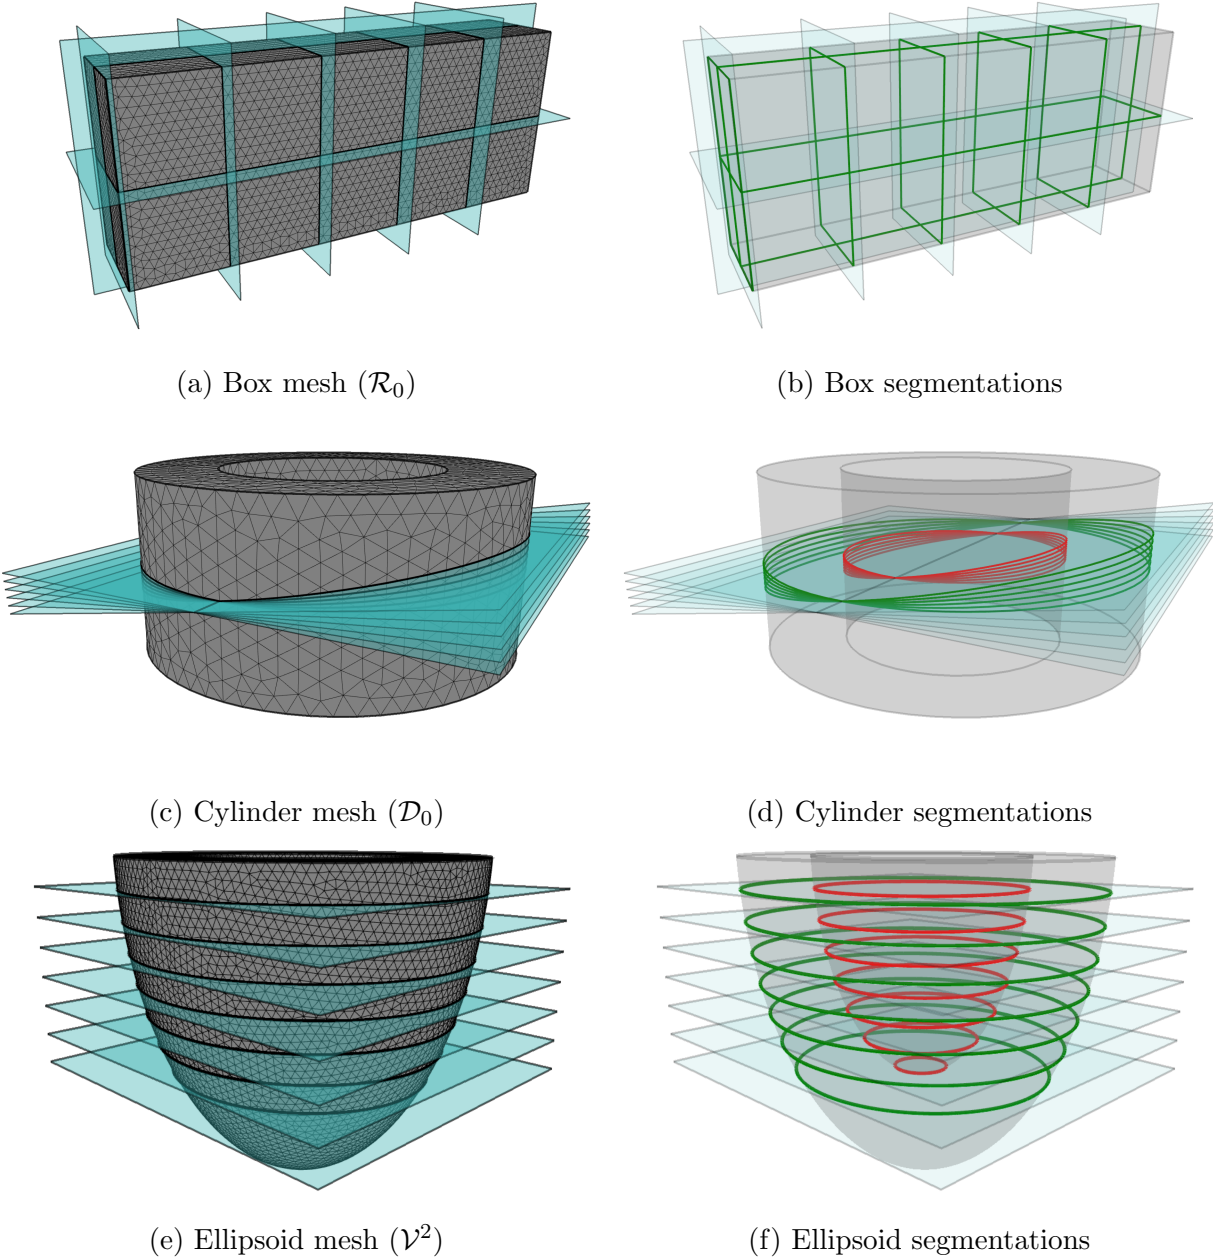 (a) Box mesh (𝓡₀)
(b) Box segmentations
(c) Cylinder mesh (𝓓₀)
(d) Cylinder segmentations
(e) Ellipsoid mesh (𝓥²)
(f) Ellipsoid segmentations